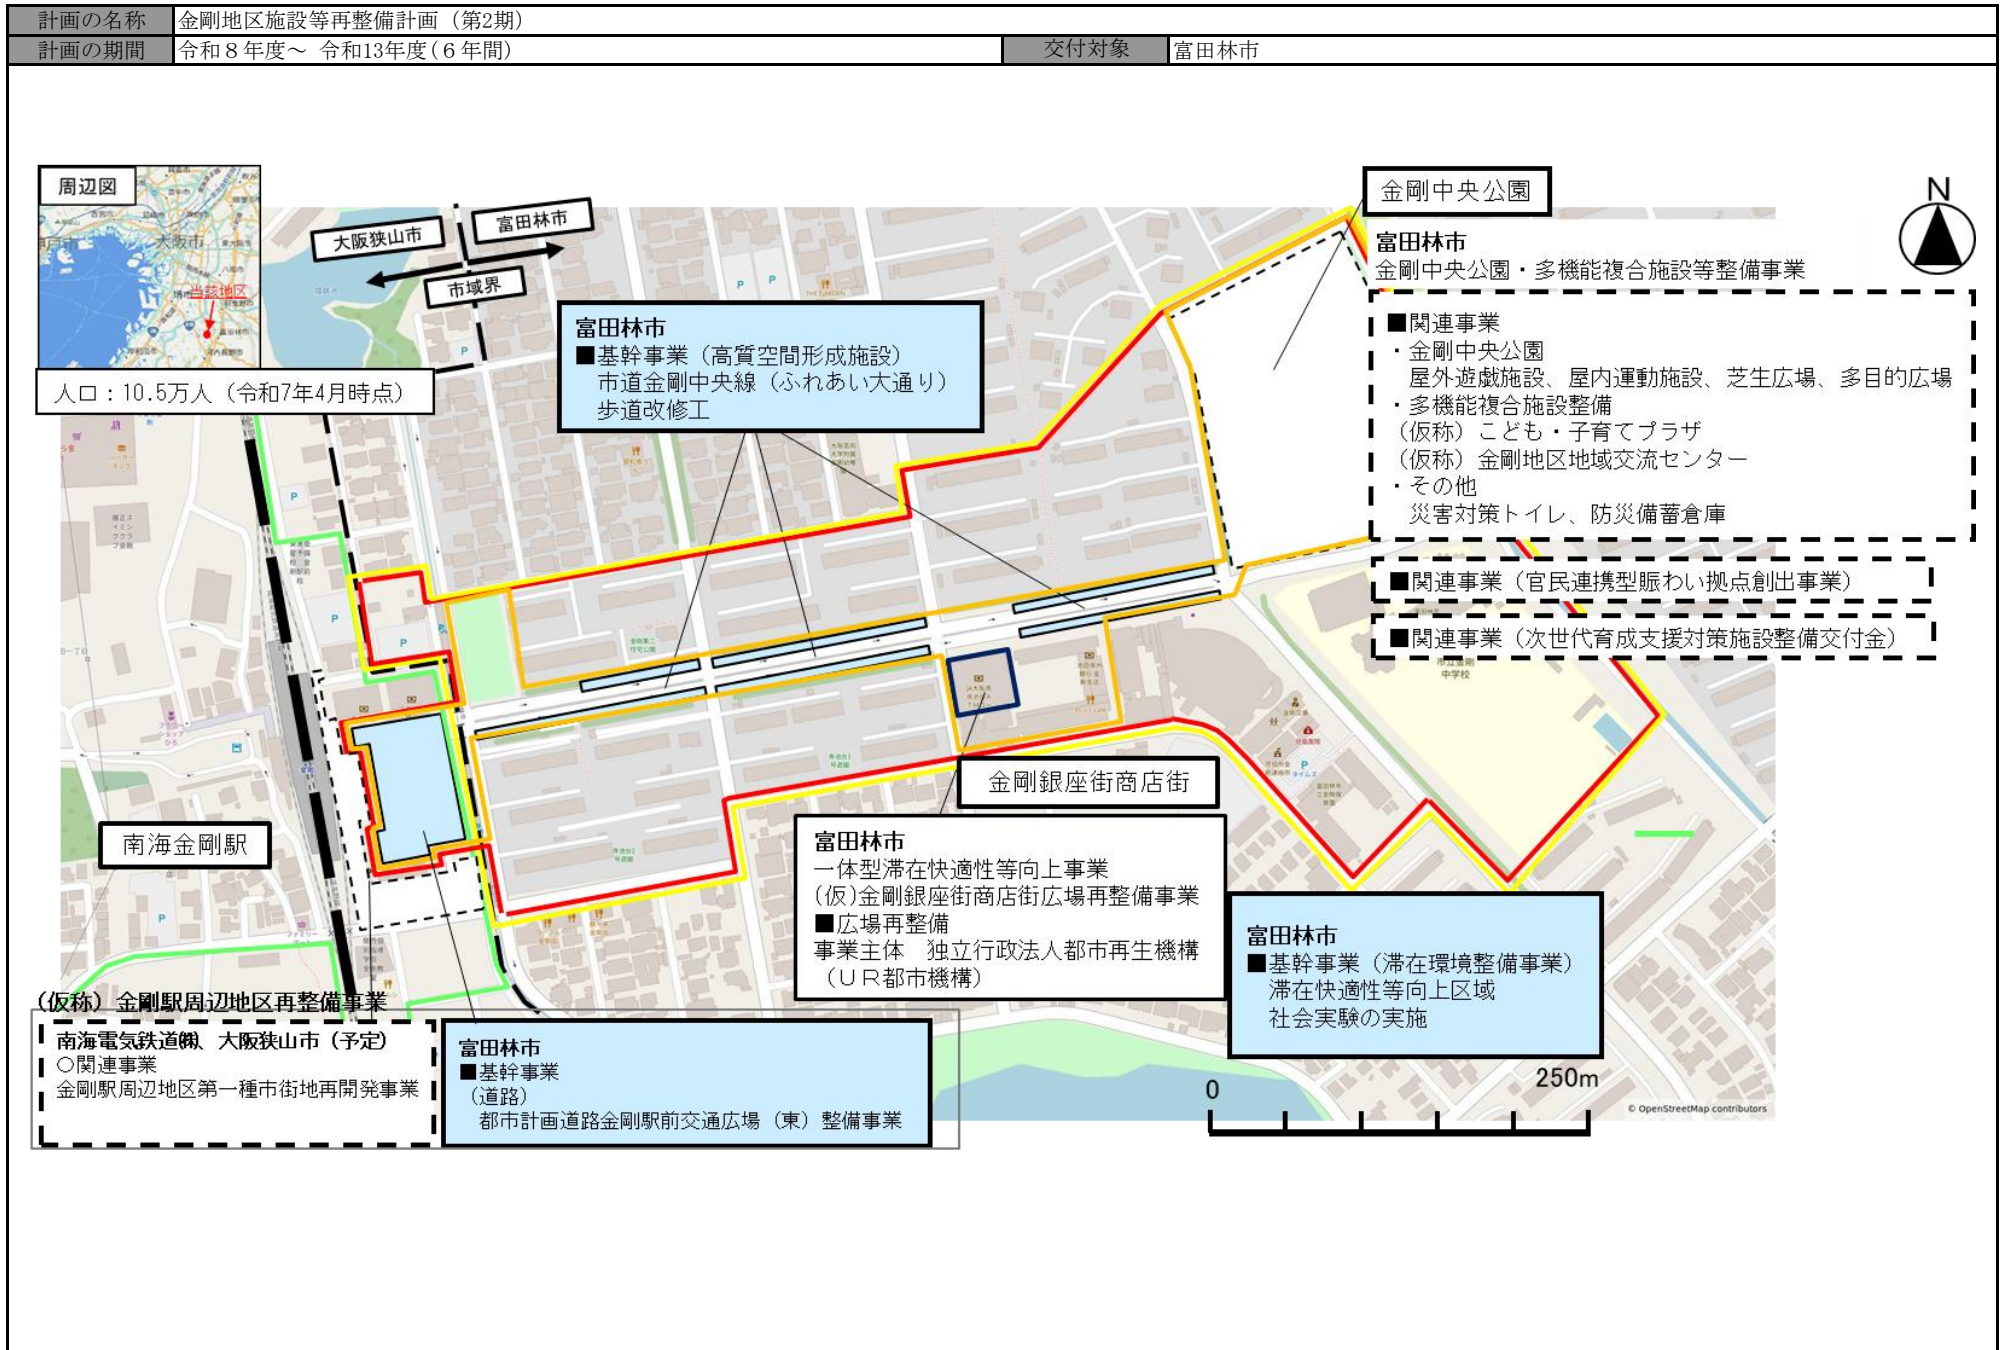 計画の名称 金剛地区施設等再整備計画（第2期）
計画の期間 令和８年度～ 令和13年度(６年間) 交付対象 富田林市
周辺図
大阪市
当該地区
人口：10.5万人（令和7年4月時点）
大阪狭山市
富田林市
市域界
金剛中央公園
N
富田林市
金剛中央公園・多機能複合施設等整備事業
■関連事業
・金剛中央公園
屋外遊戯施設、屋内運動施設、芝生広場、多目的広場
・多機能複合施設整備
（仮称）こども・子育てプラザ
（仮称）金剛地区地域交流センター
・その他
災害対策トイレ、防災備蓄倉庫
■関連事業（官民連携型賑わい拠点創出事業）
■関連事業（次世代育成支援対策施設整備交付金）
富田林市
■基幹事業（高質空間形成施設）
市道金剛中央線（ふれあい大通り）
歩道改修工
市立金剛
中学校
金剛銀座街商店街
南海金剛駅
富田林市
一体型滞在快適性等向上事業
(仮)金剛銀座街商店街広場再整備事業
■広場再整備
事業主体　独立行政法人都市再生機構
（ＵＲ都市機構）
富田林市
■基幹事業（滞在環境整備事業）
滞在快適性等向上区域
社会実験の実施
（仮称）金剛駅周辺地区再整備事業
南海電気鉄道㈱、大阪狭山市（予定）
〇関連事業
金剛駅周辺地区第一種市街地再開発事業
富田林市
■基幹事業
（道路）
都市計画道路金剛駅前交通広場（東）整備事業
0 250m
© OpenStreetMap contributors